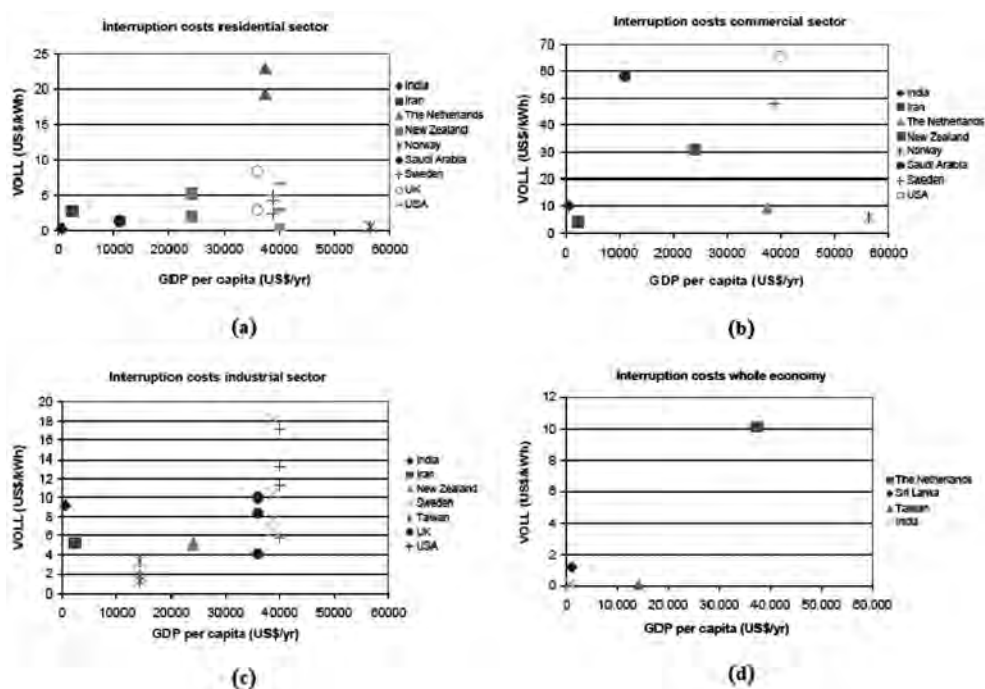 Interruption costs residential sector
25
20
15
10
5
0
VOLL (US$/kWh)
0 10000 20000 30000 40000 50000 60000
GDP per capita (US$/yr)
India
Iran
The Netherlands
New Zealand
Norway
Saudi Arabia
Sweden
UK
USA
(a)
Interruption costs commercial sector
70
60
50
40
30
20
10
0
VOLL (US$/kWh)
0 10000 20000 30000 40000 50000 60000
GDP per capita (US$/yr)
India
Iran
The Netherlands
New Zealand
Norway
Saudi Arabia
Sweden
USA
(b)
Interruption costs industrial sector
20
18
16
14
12
10
8
6
4
2
0
VOLL (US$/kWh)
0 10000 20000 30000 40000 50000 60000
GDP per capita (US$/yr)
India
Iran
New Zealand
Sweden
Taiwan
UK
USA
(c)
Interruption costs whole economy
12
10
8
6
4
2
0
VOLL (US$/kWh)
0 10.000 20.000 30.000 40.000 50.000 60.000
GDP per capita (US$/yr)
The Netherlands
Sri Lanka
Taiwan
India
(d)